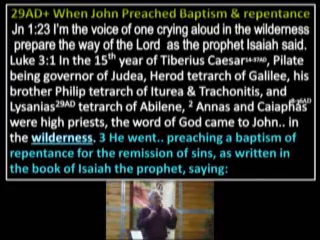 29AD+ When John Preached Baptism & repentance
Jn 1:23 I'm the voice of one crying aloud in the wilderness
prepare the way of the Lord as the prophet Isaiah said.
Luke 3:1 In the 15th year of Tiberius Caesar14-37AD, Pilate
being governor of Judea, Herod tetrarch of Galilee, his
brother Philip tetrarch of Iturea & Trachonitis, and
Lysanias29AD tetrarch of Abilene, 2 Annas and Caiaphas
were high priests, the word of God came to John.. in
the wilderness. 3 He went.. preaching a baptism of
repentance for the remission of sins, as written in
the book of Isaiah the prophet, saying: